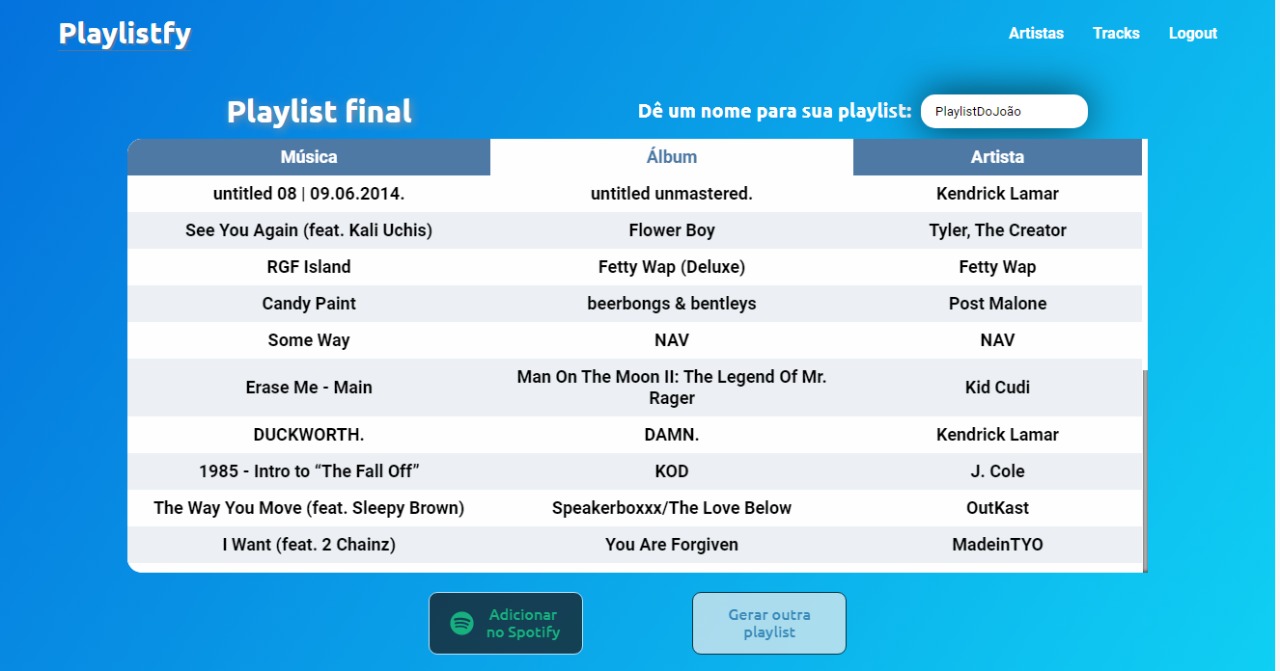 Playlistfy
Artistas Tracks Logout
Playlist final
Dê um nome para sua playlist: PlaylistDoJoão
Música Álbum Artista
untitled 08 | 09.06.2014. untitled unmastered. Kendrick Lamar
See You Again (feat. Kali Uchis) Flower Boy Tyler, The Creator
RGF Island Fetty Wap (Deluxe) Fetty Wap
Candy Paint beerbongs & bentleys Post Malone
Some Way NAV NAV
Erase Me - Main Man On The Moon II: The Legend Of Mr.
Rager Kid Cudi
DUCKWORTH. DAMN. Kendrick Lamar
1985 - Intro to “The Fall Off” KOD J. Cole
The Way You Move (feat. Sleepy Brown) Speakerboxxx/The Love Below OutKast
I Want (feat. 2 Chainz) You Are Forgiven MadeinTYO
Adicionar
no Spotify
Gerar outra
playlist